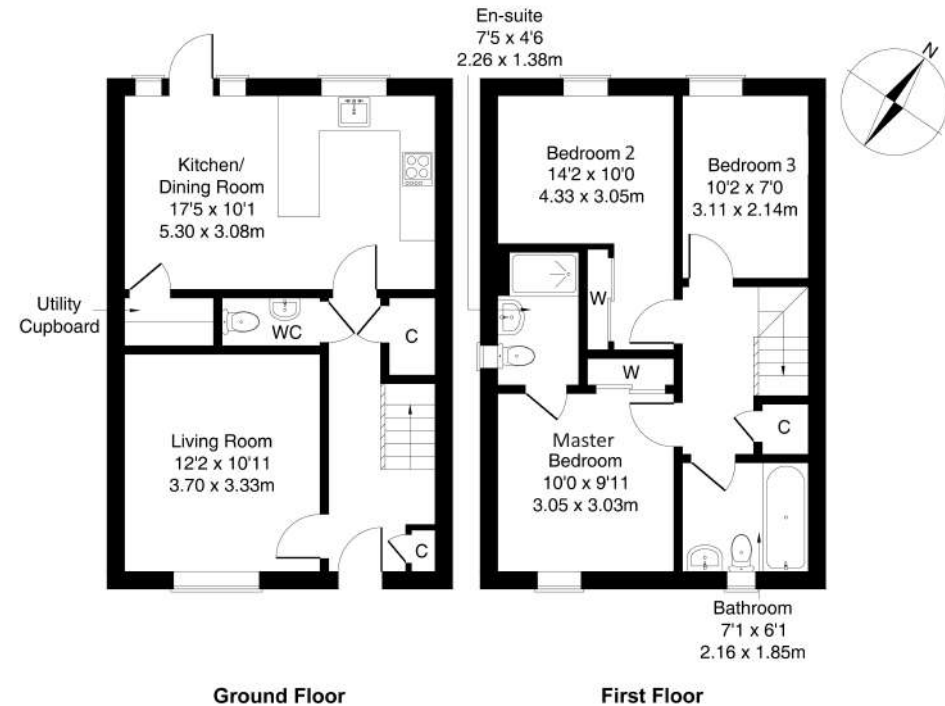 En-suite
7'5 x 4'6
2.26 x 1.38m
N
Kitchen/
Dining Room
17'5 x 10'1
5.30 x 3.08m
Utility
Cupboard
WC
C
Living Room
12'2 x 10'11
3.70 x 3.33m
C
Bedroom 2
14'2 x 10'0
4.33 x 3.05m
Bedroom 3
10'2 x 7'0
3.11 x 2.14m
W
W
Master
Bedroom
10'0 x 9'11
3.05 x 3.03m
C
Bathroom
7'1 x 6'1
2.16 x 1.85m
Ground Floor
First Floor